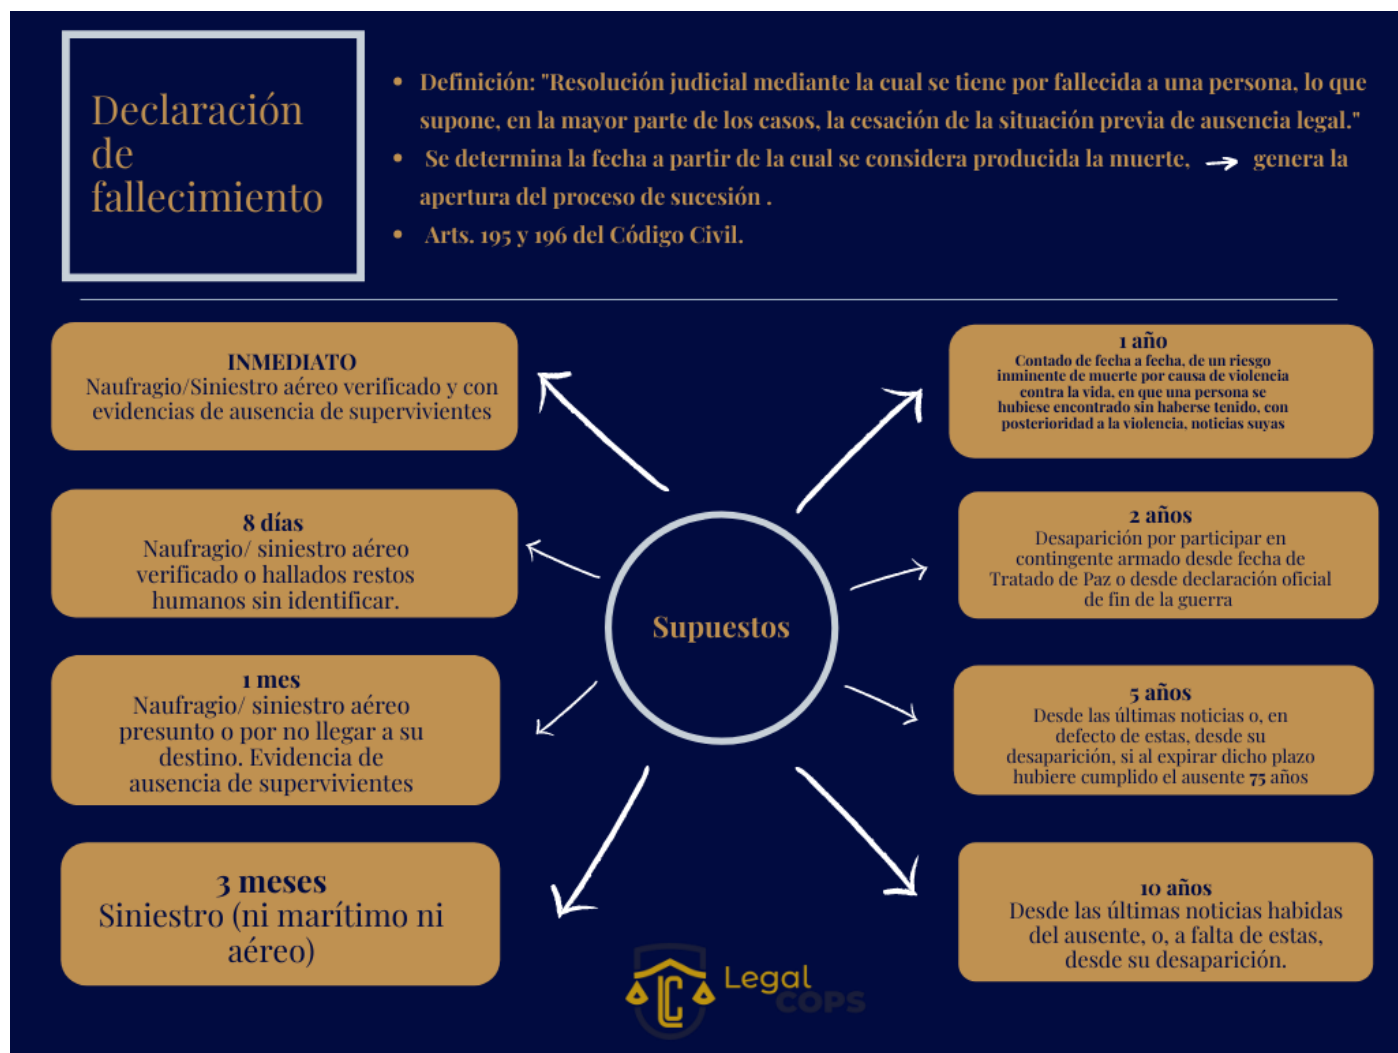 Declaración
de
fallecimiento
• Definición: "Resolución judicial mediante la cual se tiene por fallecida a una persona, lo que
supone, en la mayor parte de los casos, la cesación de la situación previa de ausencia legal."
• Se determina la fecha a partir de la cual se considera producida la muerte, → genera la
apertura del proceso de sucesión .
• Arts. 195 y 196 del Código Civil.
INMEDIATO
Naufragio/Siniestro aéreo verificado y con
evidencias de ausencia de supervivientes
8 días
Naufragio/ siniestro aéreo
verificado o hallados restos
humanos sin identificar.
1 mes
Naufragio/ siniestro aéreo
presunto o por no llegar a su
destino. Evidencia de
ausencia de supervivientes
3 meses
Siniestro (ni marítimo ni
aéreo)
Supuestos
1 año
Contado de fecha a fecha, de un riesgo
inminente de muerte por causa de violencia
contra la vida, en que una persona se
hubiese encontrado sin haberse tenido, con
posterioridad a la violencia, noticias suyas
2 años
Desaparición por participar en
contingente armado desde fecha de
Tratado de Paz o desde declaración oficial
de fin de la guerra
5 años
Desde las últimas noticias o, en
defecto de estas, desde su
desaparición, si al expirar dicho plazo
hubiere cumplido el ausente 75 años
10 años
Desde las últimas noticias habidas
del ausente, o, a falta de estas,
desde su desaparición.
LC
Legal
COPS